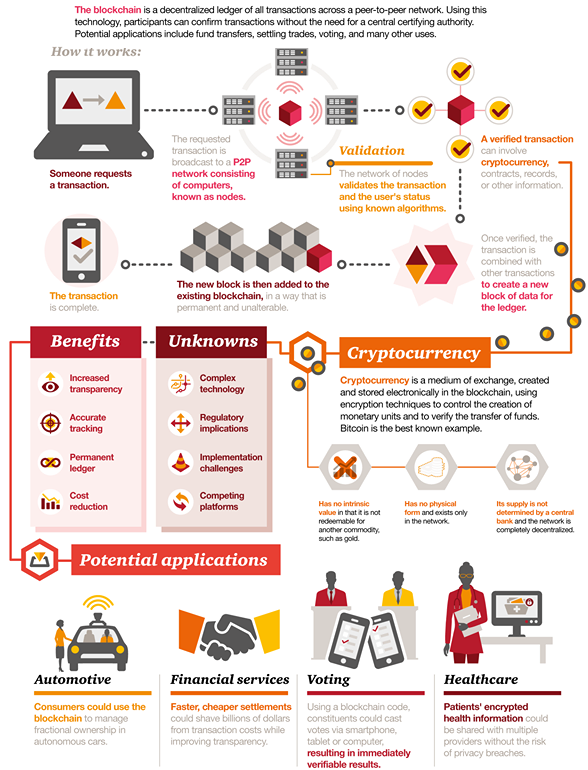 The blockchain is a decentralized ledger of all transactions across a peer-to-peer network. Using this
technology, participants can confirm transactions without the need for a central certifying authority.
Potential applications include fund transfers, settling trades, voting, and many other uses.
How it works:
Someone requests
a transaction.
The requested
transaction is
broadcast to a P2P
network consisting
of computers,
known as nodes.
Validation
The network of nodes
validates the transaction
and the user's status
using known algorithms.
A verified transaction
can involve
cryptocurrency,
contracts, records,
or other information.
Once verified, the
transaction is
combined with
other transactions
to create a new
block of data for
the ledger.
The new block is then added to the
existing blockchain, in a way that is
permanent and unalterable.
The transaction
is complete.
Benefits
Increased
transparency
Accurate
tracking
Permanent
ledger
Cost
reduction
Unknowns
Complex
technology
Regulatory
implications
Implementation
challenges
Competing
platforms
Cryptocurrency
Cryptocurrency is a medium of exchange, created
and stored electronically in the blockchain, using
encryption techniques to control the creation of
monetary units and to verify the transfer of funds.
Bitcoin is the best known example.
Has no intrinsic
value in that it is not
redeemable for
another commodity,
such as gold.
Has no physical
form and exists only
in the network.
Its supply is not
determined by a central
bank and the network is
completely decentralized.
Potential applications
Automotive
Consumers could use the
blockchain to manage
fractional ownership in
autonomous cars.
Financial services
Faster, cheaper settlements
could shave billions of dollars
from transaction costs while
improving transparency.
Voting
Using a blockchain code,
constituents could cast
votes via smartphone,
tablet or computer,
resulting in immediately
verifiable results.
Healthcare
Patients' encrypted
health information could
be shared with multiple
providers without the risk
of privacy breaches.